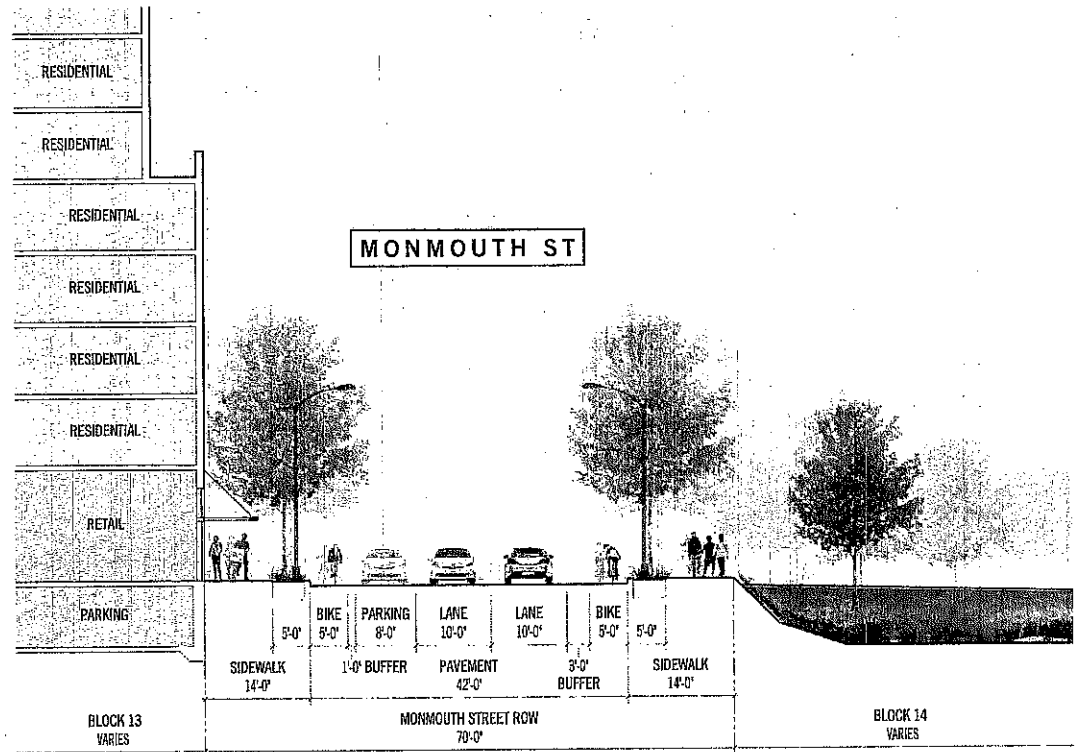 RESIDENTIAL
RESIDENTIAL
RESIDENTIAL
MONMOUTH ST
RESIDENTIAL
RESIDENTIAL
RESIDENTIAL
RETAIL
PARKING
5'-0"
BIKE
5'-0"
PARKING
8'-0"
LANE
10'-0"
LANE
10'-0"
BIKE
5'-0"
5'-0"
SIDEWALK
14'-0"
1'-0" BUFFER
PAVEMENT
42'-0"
3'-0"
BUFFER
SIDEWALK
14'-0"
BLOCK 13
VARIES
MONMOUTH STREET ROW
70'-0"
BLOCK 14
VARIES